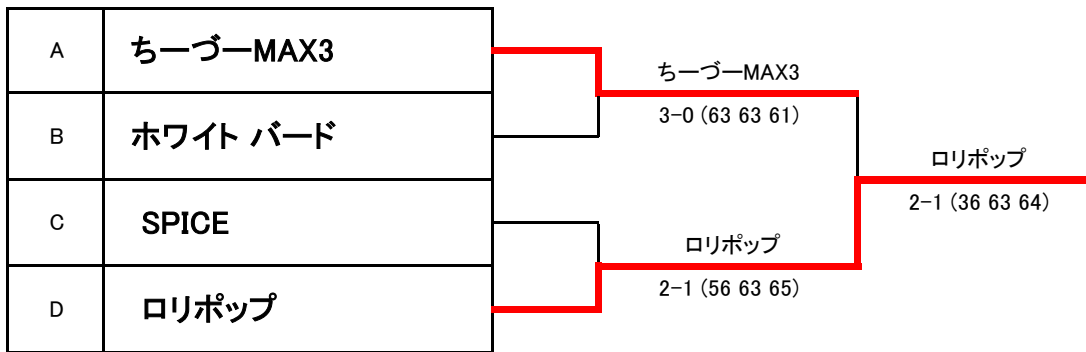 A ちーづーMAX3
B ホワイト バード
C SPICE
D ロリポップ
ちーづーMAX3
3-0 (63 63 61)
ロリポップ
2-1 (56 63 65)
ロリポップ
2-1 (36 63 64)